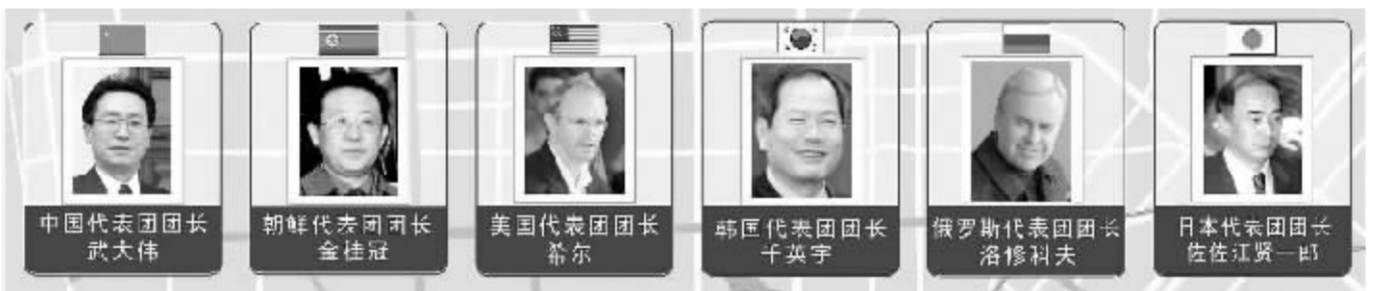 中国代表团团长
武大伟
朝鲜代表团团长
金桂冠
美国代表团团长
希尔
韩国代表团团长
千英宇
俄罗斯代表团团长
洛修科夫
日本代表团团长
佐佐江贤一郎